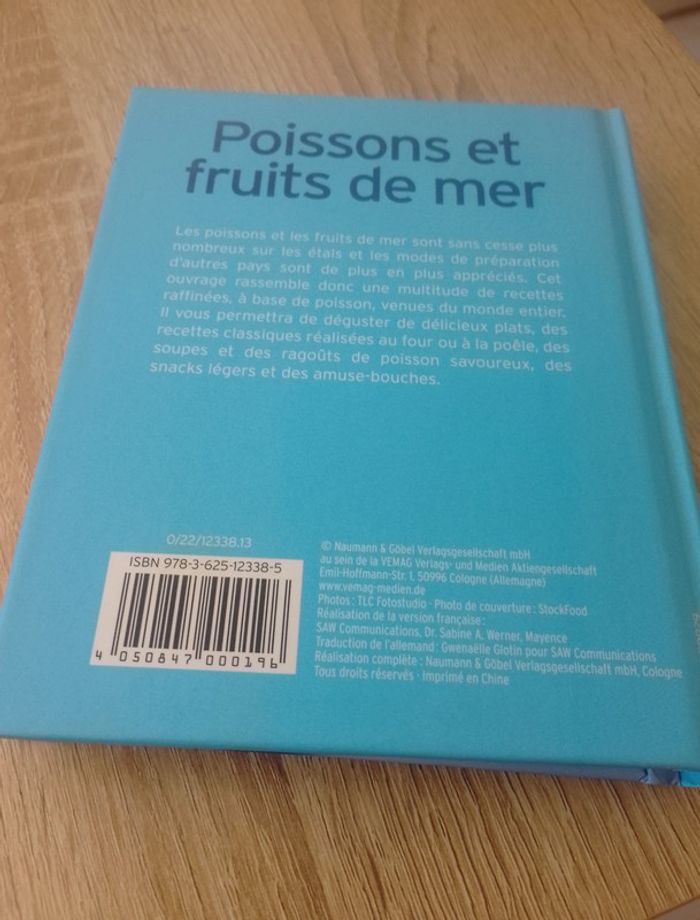 Poissons et
fruits de mer
Les poissons et les fruits de mer sont sans cesse plus
nombreux sur les étals et les modes de préparation
d'autres pays sont de plus en plus appréciés. Cet
ouvrage rassemble donc une multitude de recettes
raffinées, à base de poisson, venues du monde entier.
Il vous permettra de déguster de délicieux plats, des
recettes classiques réalisées au four ou à la poêle, des
soupes et des ragoûts de poisson savoureux, des
snacks légers et des amuse-bouches.
0/22/12338.13
ISBN 978-3-625-12338-5
4 050847 000196
© Naumann & Göbel Verlagsgesellschaft mbH
au sein de la VEMAG Verlags- und Medien Aktiengesellschaft
Emil-Hoffmann-Str. 1, 50996 Cologne (Allemagne)
www.vemag-medien.de
Photos : TLC Fotostudio · Photo de couverture : StockFood
Réalisation de la version française :
SAW Communications, Dr. Sabine A. Werner, Mayence
Traduction de l'allemand : Gwenaëlle Glotin pour SAW Communications
Réalisation complète : Naumann & Göbel Verlagsgesellschaft mbH, Cologne
Tous droits réservés · Imprimé en Chine